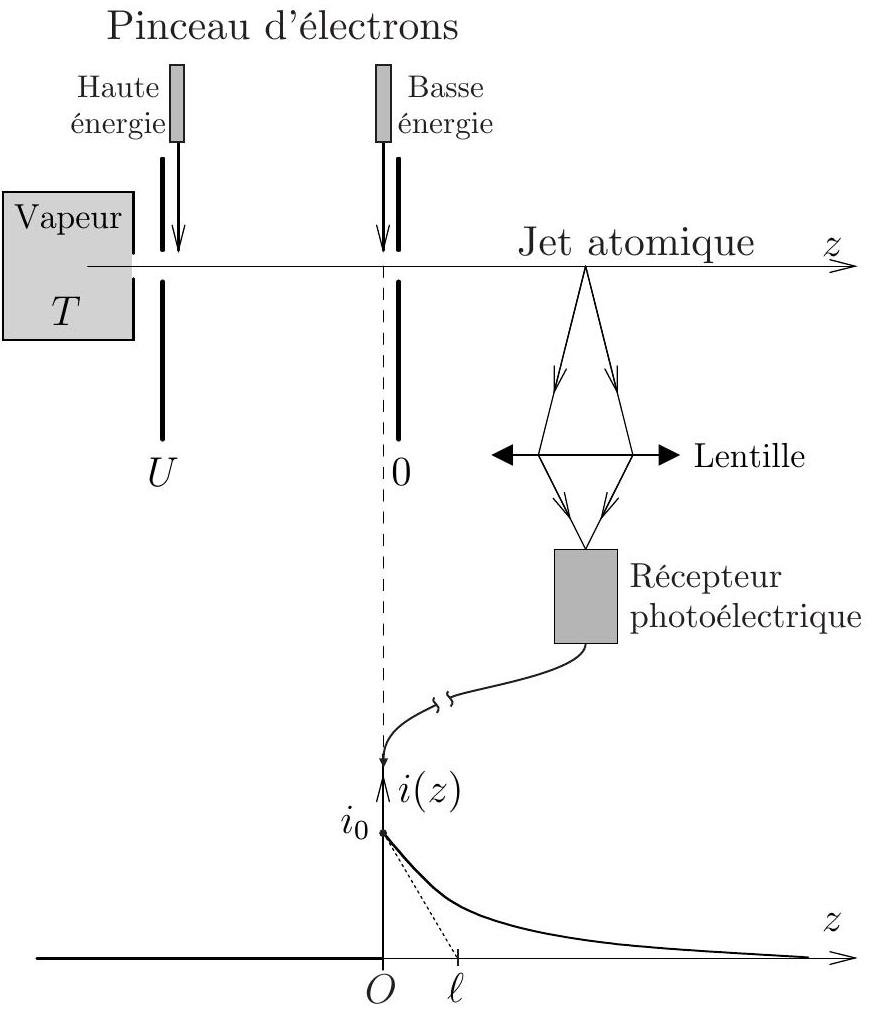 Pinceau d'électrons
Haute
énergie
Basse
énergie
Vapeur
T
Jet atomique
z
U
0
Lentille
Récepteur
photoélectrique
i(z)
i₀
z
O
ℓ